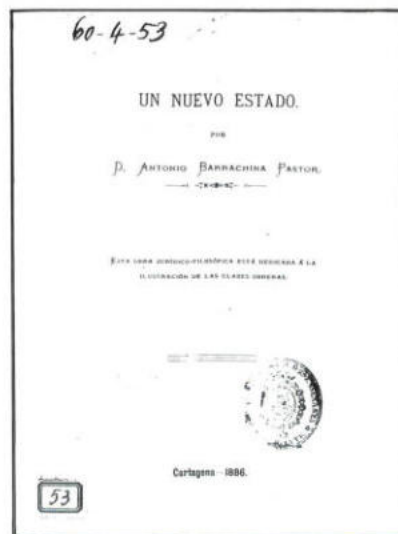 60-4-53
UN NUEVO ESTADO.
POR
D. ANTONIO BARRACHINA PASTOR.
ESTA OBRA JURÍDICO-FILOSÓFICA ESTÁ DEDICADA Á LA
ILUSTRACIÓN DE LAS CLASES OBRERAS.
Cartagena—1886.
53